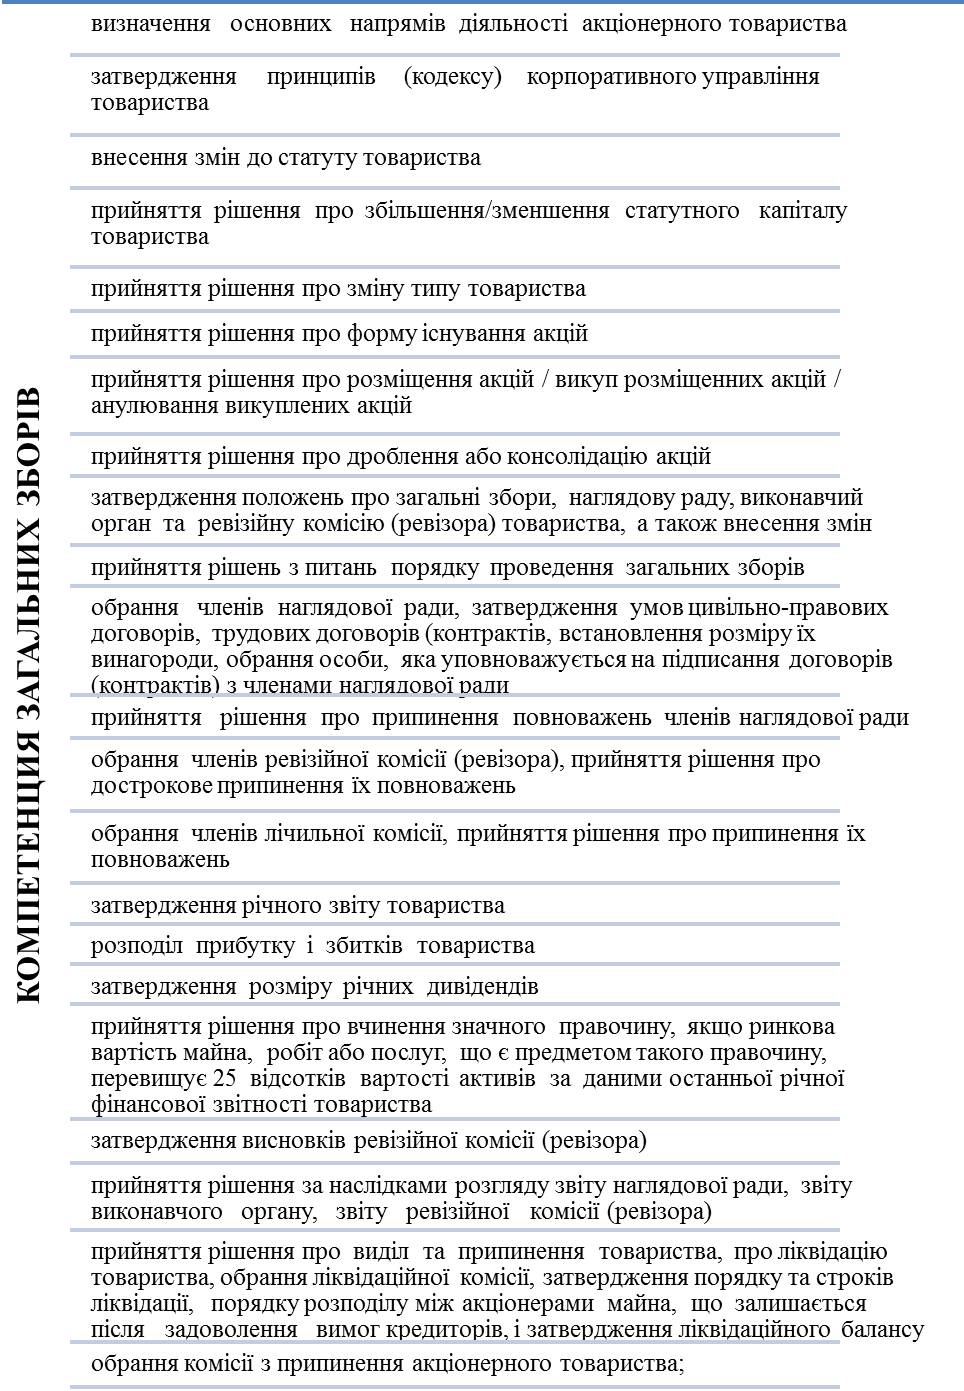 КОМПЕТЕНЦИЯ ЗАГАЛЬНИХ ЗБОРІВ
визначення основних напрямів діяльності акціонерного товариства
затвердження принципів (кодексу) корпоративного управління
товариства
внесення змін до статуту товариства
прийняття рішення про збільшення/зменшення статутного капіталу
товариства
прийняття рішення про зміну типу товариства
прийняття рішення про форму існування акцій
прийняття рішення про розміщення акцій / викуп розміщенних акцій /
анулювання викуплених акцій
прийняття рішення про дроблення або консолідацію акцій
затвердження положень про загальні збори, наглядову раду, виконавчий
орган та ревізійну комісію (ревізора) товариства, а також внесення змін
прийняття рішень з питань порядку проведення загальних зборів
обрання членів наглядової ради, затвердження умов цивільно-правових
договорів, трудових договорів (контрактів, встановлення розміру їх
винагороди, обрання особи, яка уповноважується на підписання договорів
(контрактів) з членами наглядової ради
прийняття рішення про припинення повноважень членів наглядової ради
обрання членів ревізійної комісії (ревізора), прийняття рішення про
дострокове припинення їх повноважень
обрання членів лічильної комісії, прийняття рішення про припинення їх
повноважень
затвердження річного звіту товариства
розподіл прибутку і збитків товариства
затвердження розміру річних дивідендів
прийняття рішення про вчинення значного правочину, якщо ринкова
вартість майна, робіт або послуг, що є предметом такого правочину,
перевищує 25 відсотків вартості активів за даними останньої річної
фінансової звітності товариства
затвердження висновків ревізійної комісії (ревізора)
прийняття рішення за наслідками розгляду звіту наглядової ради, звіту
виконавчого органу, звіту ревізійної комісії (ревізора)
прийняття рішення про виділ та припинення товариства, про ліквідацію
товариства, обрання ліквідаційної комісії, затвердження порядку та строків
ліквідації, порядку розподілу між акціонерами майна, що залишається
після задоволення вимог кредиторів, і затвердження ліквідаційного балансу
обрання комісії з припинення акціонерного товариства;